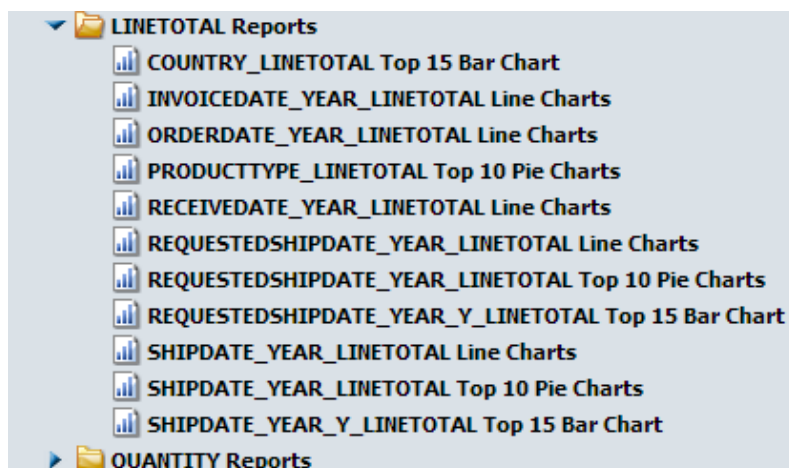 LINETOTAL Reports
COUNTRY_LINETOTAL Top 15 Bar Chart
INVOICEDATE_YEAR_LINETOTAL Line Charts
ORDERDATE_YEAR_LINETOTAL Line Charts
PRODUCTTYPE_LINETOTAL Top 10 Pie Charts
RECEIVEDATE_YEAR_LINETOTAL Line Charts
REQUESTEDSHIPDATE_YEAR_LINETOTAL Line Charts
REQUESTEDSHIPDATE_YEAR_LINETOTAL Top 10 Pie Charts
REQUESTEDSHIPDATE_YEAR_Y_LINETOTAL Top 15 Bar Chart
SHIPDATE_YEAR_LINETOTAL Line Charts
SHIPDATE_YEAR_LINETOTAL Top 10 Pie Charts
SHIPDATE_YEAR_Y_LINETOTAL Top 15 Bar Chart
QUANTITY Reports